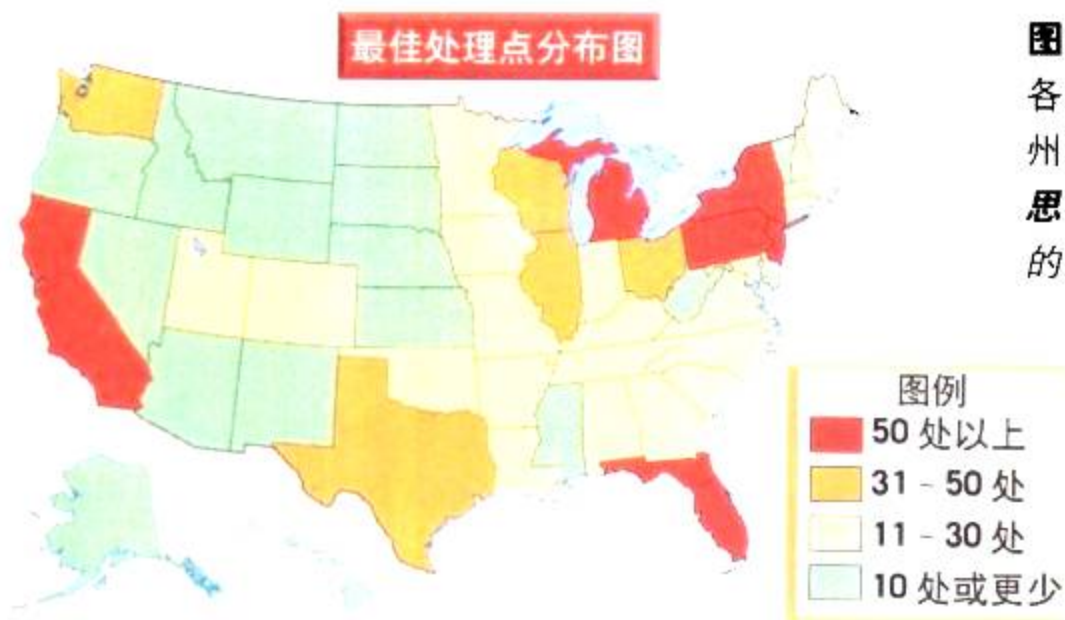 最佳处理点分布图
图
各
州
思
的
图例
50 处以上
31 - 50 处
11 - 30 处
10 处或更少